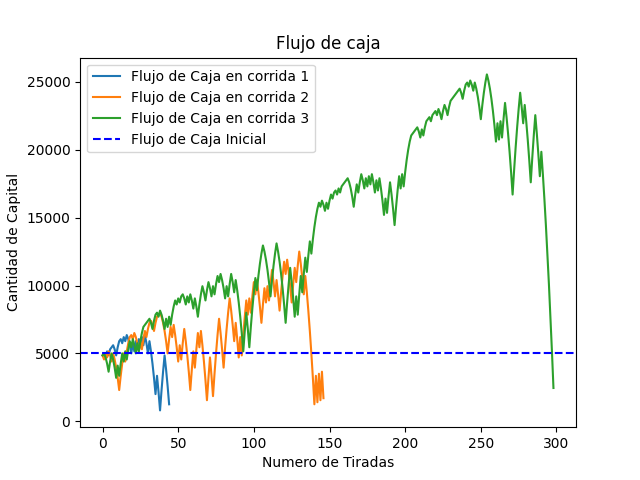 Flujo de caja
Flujo de Caja en corrida 1
Flujo de Caja en corrida 2
Flujo de Caja en corrida 3
Flujo de Caja Inicial
Cantidad de Capital
25000
20000
15000
10000
5000
0
0 50 100 150 200 250 300
Numero de Tiradas